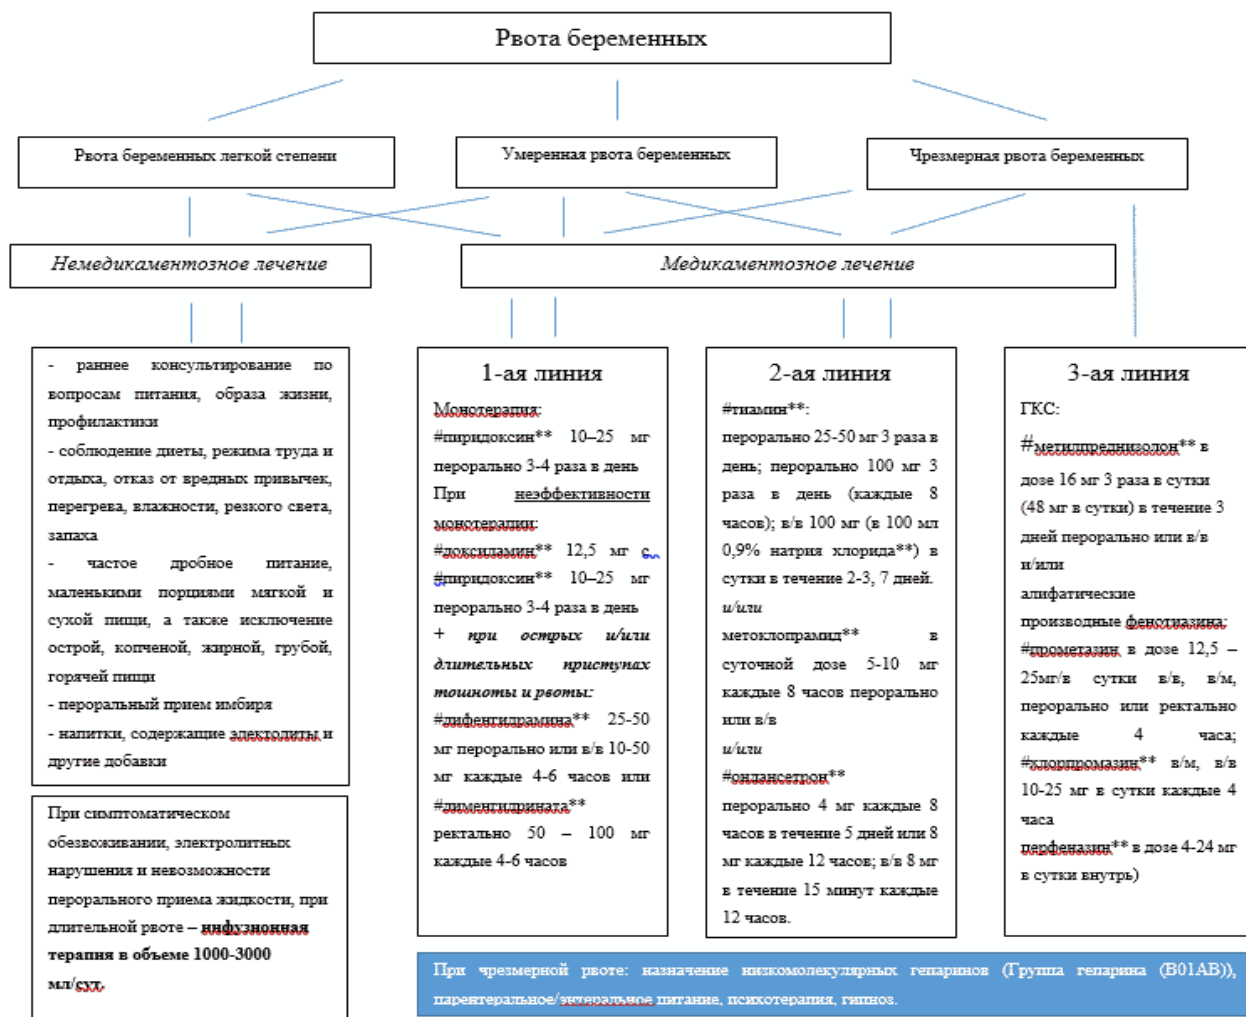 Рвота беременных
Рвота беременных легкой степени
Умеренная рвота беременных
Чрезмерная рвота беременных
Немедикаментозное лечение
Медикаментозное лечение
- раннее консультирование по
вопросам питания, образа жизни,
профилактики
- соблюдение диеты, режима труда и
отдыха, отказ от вредных привычек,
перегрева, влажности, резкого света,
запаха
- частое дробное питание,
маленькими порциями мягкой и
сухой пищи, а также исключение
острой, копченой, жирной, грубой,
горячей пищи
- пероральный прием имбиря
- напитки, содержащие электолиты и
другие добавки
При симптоматическом
обезвоживании, электролитных
нарушения и невозможности
перорального приема жидкости, при
длительной рвоте – инфузионная
терапия в объеме 1000-3000
мл/сут.
1-ая линия
Монотерапия:
#пиридоксин** 10–25 мг
перорально 3-4 раза в день
При неэффективности
монотерапии:
#доксиламин** 12,5 мг с
#пиридоксин** 10–25 мг
перорально 3-4 раза в день
+ при острых и/или
длительных приступах
тошноты и рвоты:
#дифенгидрамина** 25-50
мг перорально или в/в 10-50
мг каждые 4-6 часов или
#дименгидрината**
ректально 50 – 100 мг
каждые 4-6 часов
2-ая линия
#тиамин**:
перорально 25-50 мг 3 раза в
день; перорально 100 мг 3
раза в день (каждые 8
часов); в/в 100 мг (в 100 мл
0,9% натрия хлорида**) в
сутки в течение 2-3, 7 дней.
и/или
метоклопрамид** в
суточной дозе 5-10 мг
каждые 8 часов перорально
или в/в
и/или
#ондансетрон**
перорально 4 мг каждые 8
часов в течение 5 дней или 8
мг каждые 12 часов; в/в 8 мг
в течение 15 минут каждые
12 часов.
3-ая линия
ГКС:
#метилпреднизолон** в
дозе 16 мг 3 раза в сутки
(48 мг в сутки) в течение 3
дней перорально или в/в
и/или
алифатические
производные фенотиазина:
#прометазин в дозе 12,5 –
25мг/в сутки в/в, в/м,
перорально или ректально
каждые 4 часа;
#хлорпромазин** в/м, в/в
10-25 мг в сутки каждые 4
часа
перфеназин** в дозе 4-24 мг
в сутки внутрь)
При чрезмерной рвоте: назначение низкомолекулярных гепаринов (Группа гепарина (B01AB)),
парентеральное/энтеральное питание, психотерапия, гипноз.